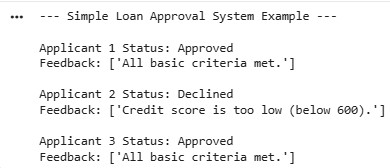 --- Simple Loan Approval System Example ---
Applicant 1 Status: Approved
Feedback: ['All basic criteria met.']
Applicant 2 Status: Declined
Feedback: ['Credit score is too low (below 600).']
Applicant 3 Status: Approved
Feedback: ['All basic criteria met.']